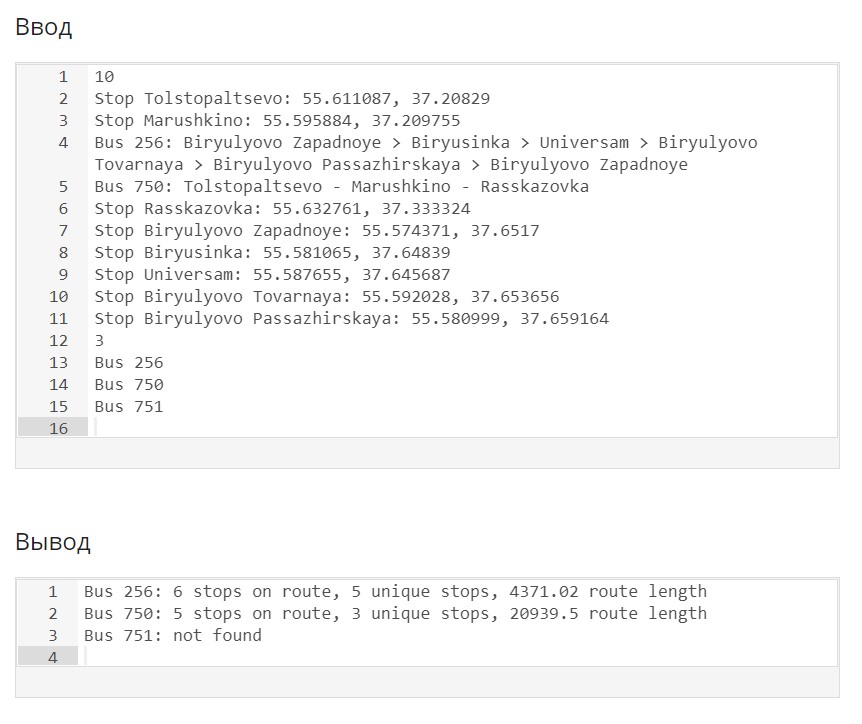 Ввод
1 10
2 Stop Tolstopaltsevo: 55.611087, 37.20829
3 Stop Marushkino: 55.595884, 37.209755
4 Bus 256: Biryulyovo Zapadnoye > Biryusinka > Universam > Biryulyovo
Tovarnaya > Biryulyovo Passazhirskaya > Biryulyovo Zapadnoye
5 Bus 750: Tolstopaltsevo - Marushkino - Rasskazovka
6 Stop Rasskazovka: 55.632761, 37.333324
7 Stop Biryulyovo Zapadnoye: 55.574371, 37.6517
8 Stop Biryusinka: 55.581065, 37.64839
9 Stop Universam: 55.587655, 37.645687
10 Stop Biryulyovo Tovarnaya: 55.592028, 37.653656
11 Stop Biryulyovo Passazhirskaya: 55.580999, 37.659164
12 3
13 Bus 256
14 Bus 750
15 Bus 751
16
Вывод
1 Bus 256: 6 stops on route, 5 unique stops, 4371.02 route length
2 Bus 750: 5 stops on route, 3 unique stops, 20939.5 route length
3 Bus 751: not found
4